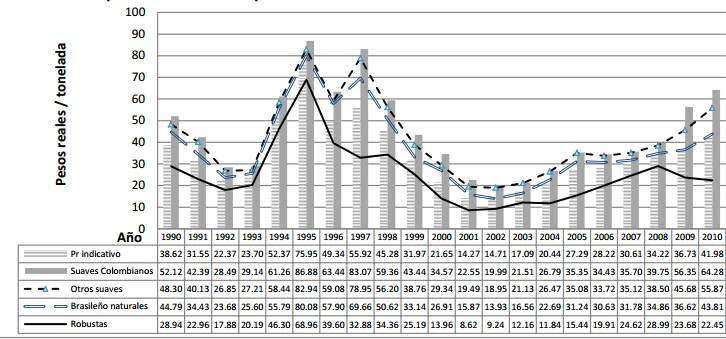 Pesos reales / tonelada
100
90
80
70
60
50
40
30
20
10
0
Año 1990 1991 1992 1993 1994 1995 1996 1997 1998 1999 2000 2001 2002 2003 2004 2005 2006 2007 2008 2009 2010
Pr indicativo 38.62 31.55 22.37 23.70 52.37 75.95 49.34 55.92 45.28 31.97 21.65 14.27 14.71 17.09 20.44 27.29 28.22 30.61 34.22 36.73 41.98
Suaves Colombianos 52.12 42.39 28.49 29.14 61.26 86.88 63.44 83.07 59.36 43.44 34.57 22.55 19.99 21.51 26.79 35.35 34.43 35.70 39.75 56.35 64.28
Otros suaves 48.30 40.13 26.85 27.21 58.44 82.94 59.08 78.95 56.20 38.76 29.34 19.49 18.95 21.13 26.47 35.08 33.72 35.12 38.50 45.68 55.87
Brasileño naturales 44.79 34.43 23.68 25.60 55.79 80.08 57.90 69.66 50.62 33.14 26.91 15.87 13.93 16.56 22.69 31.24 30.63 31.78 34.86 36.62 43.81
Robustas 28.94 22.96 17.88 20.19 46.30 68.96 39.60 32.88 34.36 25.19 13.96 8.62 9.24 12.16 11.84 15.44 19.91 24.62 28.99 23.68 22.45